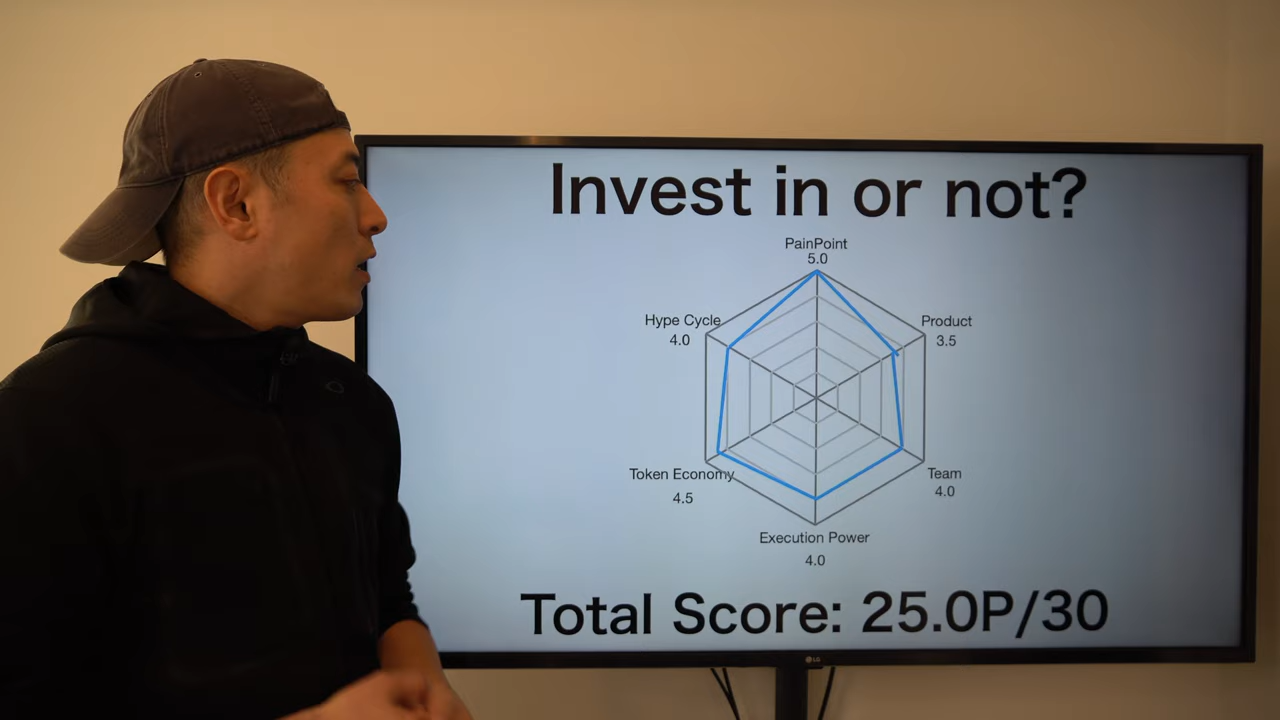 Invest in or not?
PainPoint
5.0
Hype Cycle
4.0
Product
3.5
Token Economy
4.5
Team
4.0
Execution Power
4.0
Total Score: 25.0P/30
LG